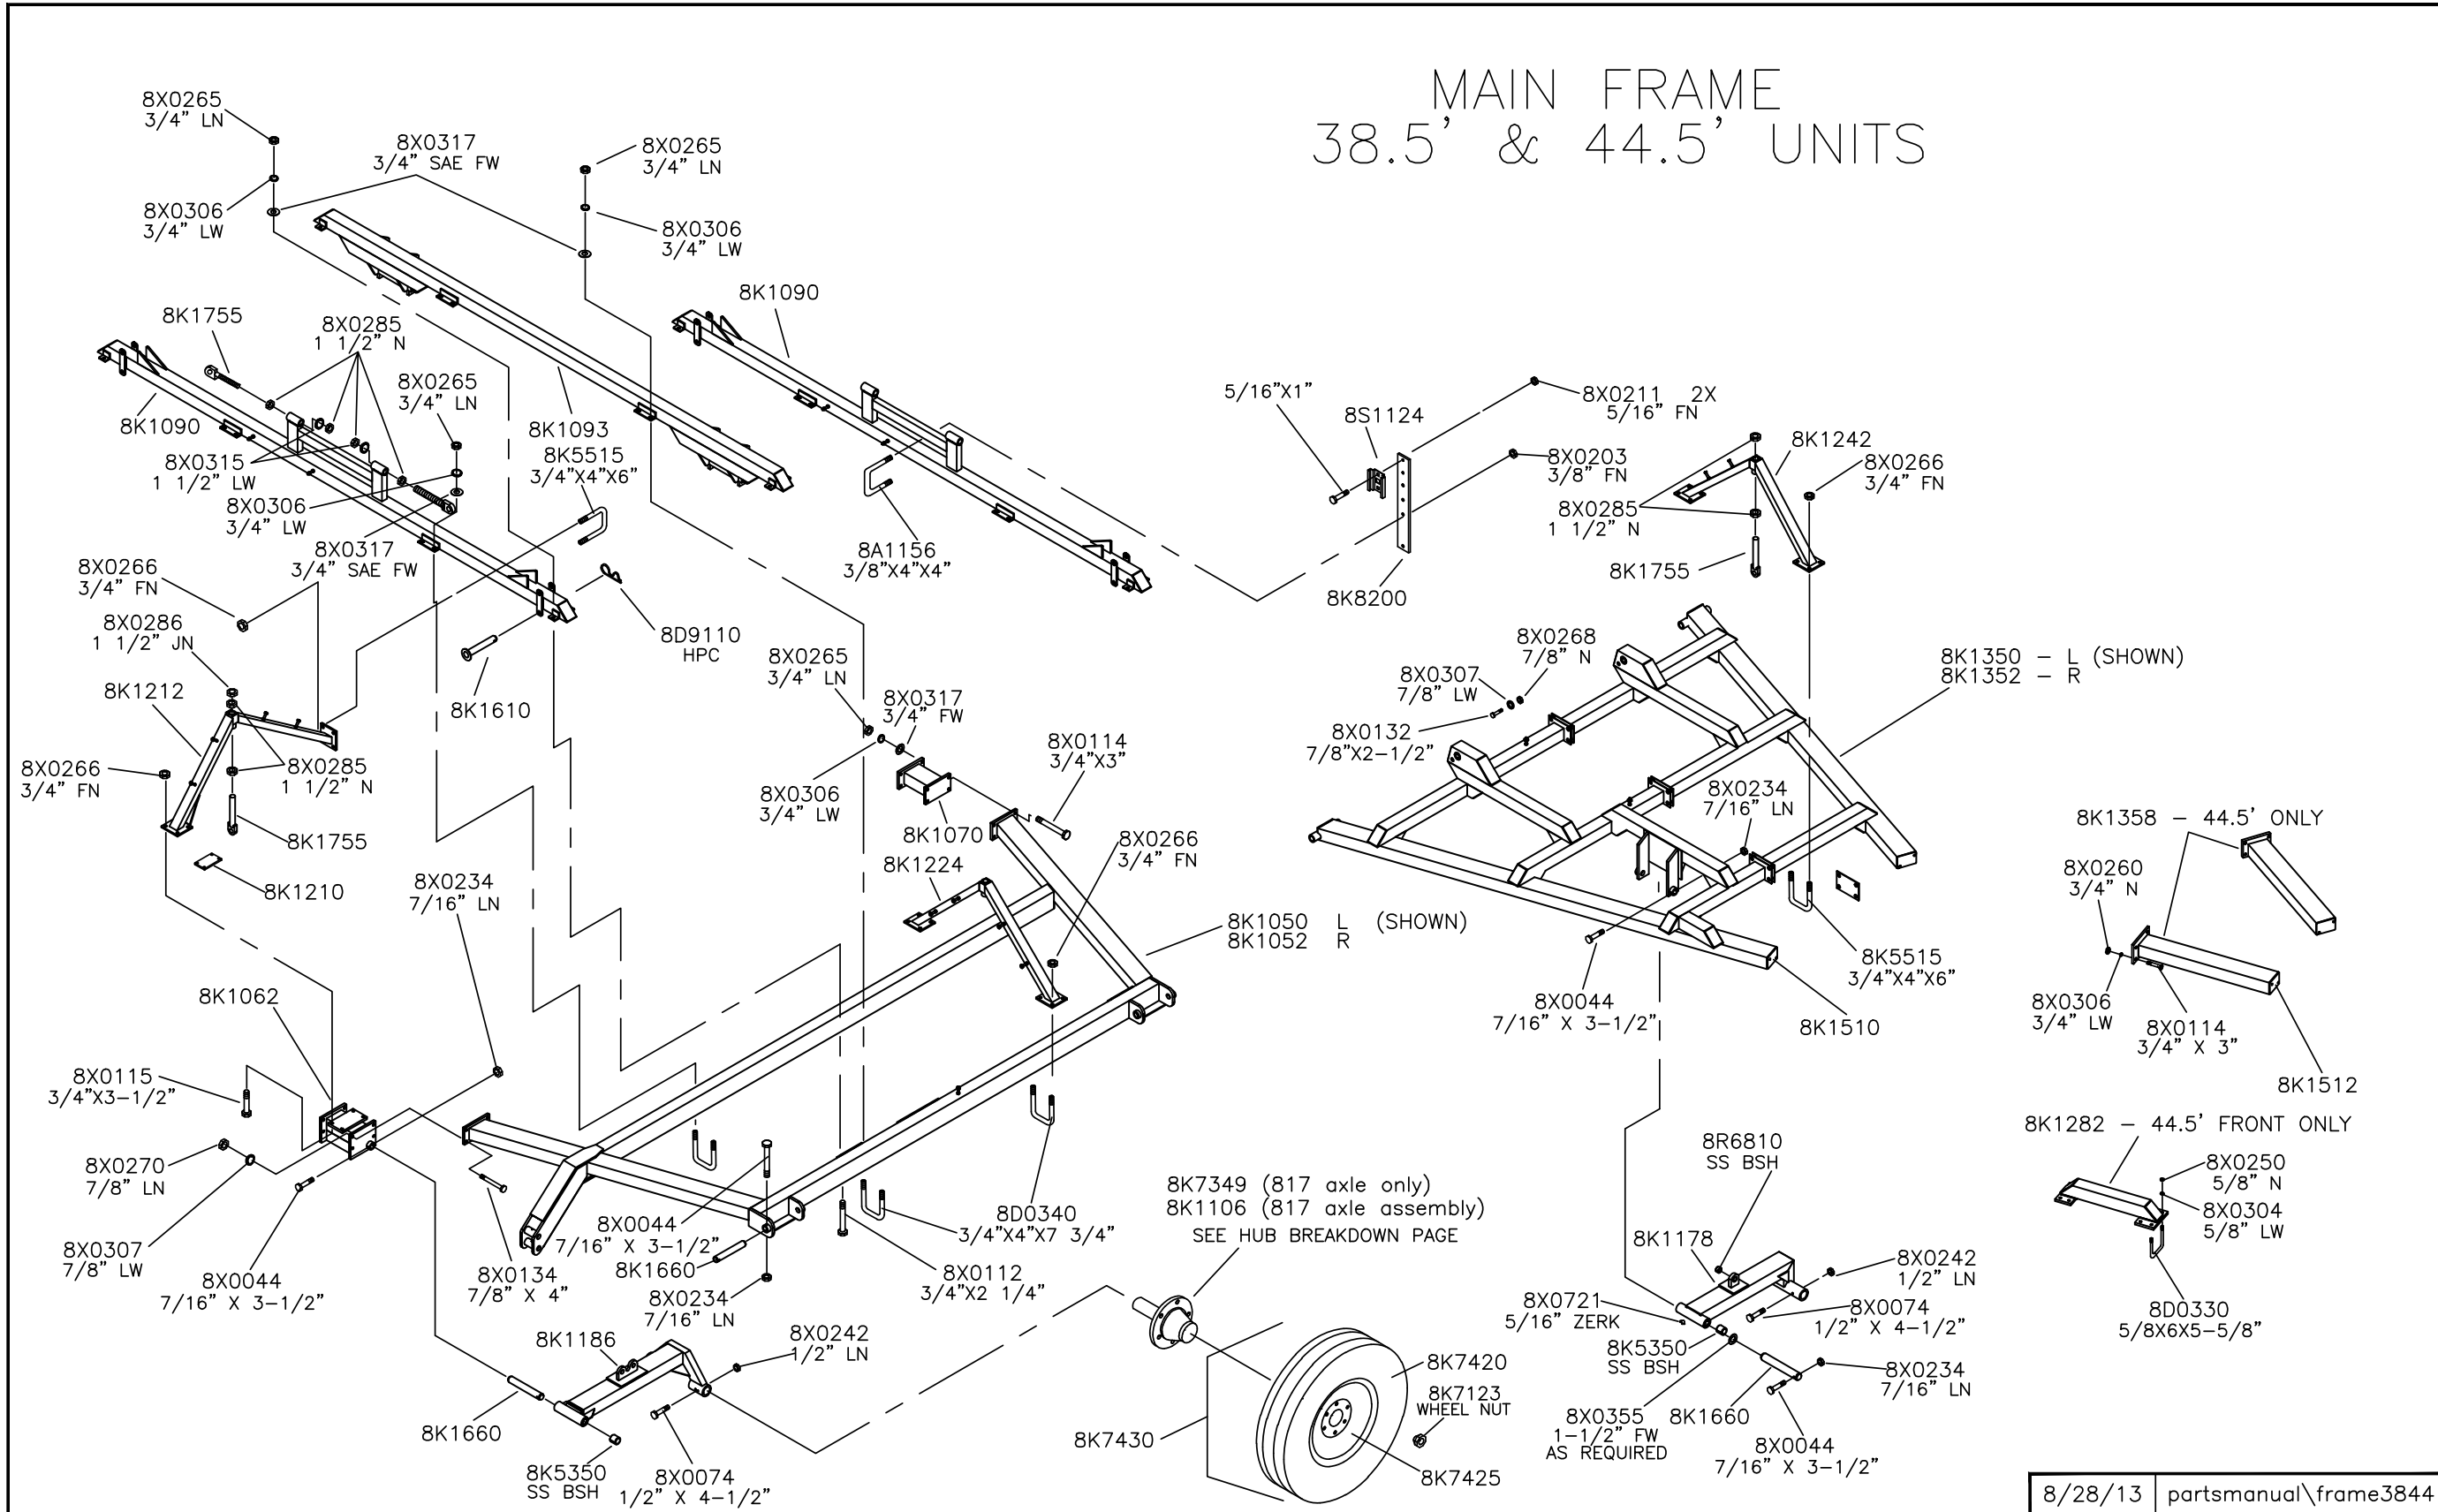 MAIN FRAME
38.5' & 44.5' UNITS
8X0265
3/4" LN
8X0317
3/4" SAE FW
8X0265
3/4" LN
8X0306
3/4" LW
8X0306
3/4" LW
8K1755
8X0285
1 1/2" N
8X0265
3/4" LN
8K1090
8K1090
8K1093
8K5515
3/4"X4"X6"
8X0315
1 1/2" LW
8X0306
3/4" LW
8X0317
3/4" SAE FW
8A1156
3/8"X4"X4"
5/16"X1"
8S1124
8X0211 2X
5/16" FN
8X0203
3/8" FN
8K8200
8K1242
8X0266
3/4" FN
8X0285
1 1/2" N
8K1755
8X0266
3/4" FN
8X0286
1 1/2" JN
8K1212
8D9110
HPC
8K1610
8X0266
3/4" FN
8X0285
1 1/2" N
8K1755
8K1210
8X0265
3/4" LN
8X0317
3/4" FW
8X0114
3/4"X3"
8X0306
3/4" LW
8K1070
8X0268
7/8" N
8X0307
7/8" LW
8X0132
7/8"X2-1/2"
8K1350 - L (SHOWN)
8K1352 - R
8X0234
7/16" LN
8K1358 - 44.5' ONLY
8X0260
3/4" N
8X0306
3/4" LW
8X0114
3/4" X 3"
8K1512
8X0234
7/16" LN
8K1224
8X0266
3/4" FN
8K1050 L (SHOWN)
8K1052 R
8X0044
7/16" X 3-1/2"
8K5515
3/4"X4"X6"
8K1510
8K1062
8X0115
3/4"X3-1/2"
8X0270
7/8" LN
8X0307
7/8" LW
8X0044
7/16" X 3-1/2"
8X0134
7/8" X 4"
8X0044
7/16" X 3-1/2"
8K1660
8X0234
7/16" LN
8X0112
3/4"X2 1/4"
8D0340
3/4"X4"X7 3/4"
8K7349 (817 axle only)
8K1106 (817 axle assembly)
SEE HUB BREAKDOWN PAGE
8K1282 - 44.5' FRONT ONLY
8X0250
5/8" N
8X0304
5/8" LW
8D0330
5/8X6X5-5/8"
8R6810
SS BSH
8K1178
8X0242
1/2" LN
8X0721
5/16" ZERK
8X0074
1/2" X 4-1/2"
8K5350
SS BSH
8X0234
7/16" LN
8X0355
1-1/2" FW
AS REQUIRED
8K1660
8X0044
7/16" X 3-1/2"
8K1186
8X0242
1/2" LN
8K1660
8K5350
SS BSH
8X0074
1/2" X 4-1/2"
8K7420
8K7123
WHEEL NUT
8K7430
8K7425
8/28/13 partsmanual\frame3844